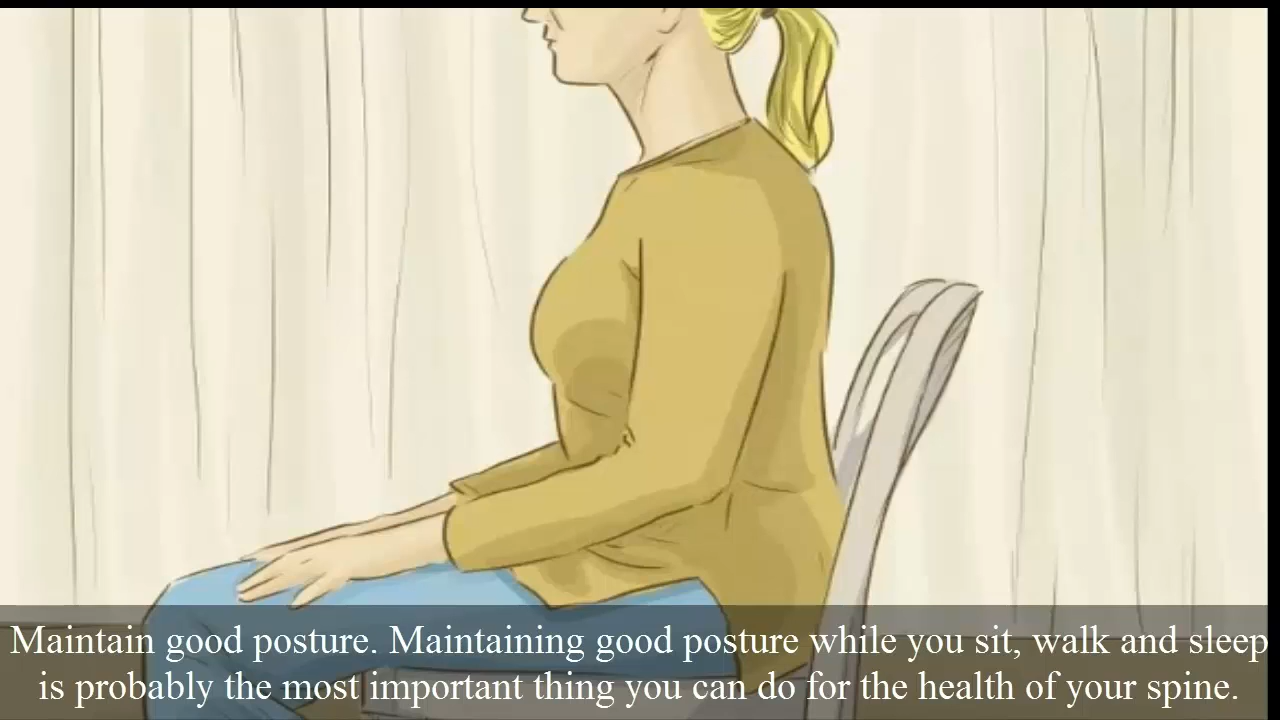 Maintain good posture. Maintaining good posture while you sit, walk and sleep
is probably the most important thing you can do for the health of your spine.